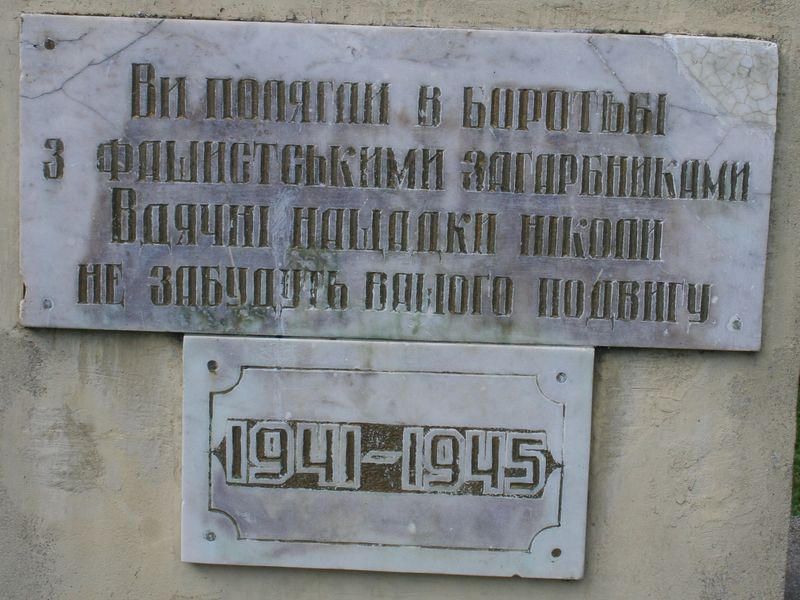 Ви полягли в боротьбі
з фашистськими загарбниками
Вдячні нащадки ніколи
не забудуть вашого подвигу
1941-1945